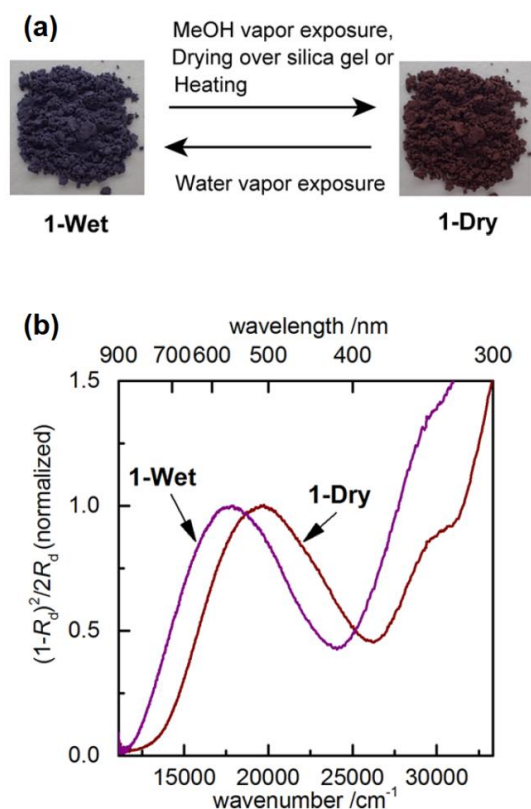 (a)
MeOH vapor exposure,
Drying over silica gel or
Heating
Water vapor exposure
1-Wet
1-Dry
(b)
wavelength /nm
900 700 600 500 400 300
1.5
1-Wet
1-Dry
1.0
0.5
0.0
(1-Rd)²/2Rd (normalized)
15000 20000 25000 30000
wavenumber /cm⁻¹